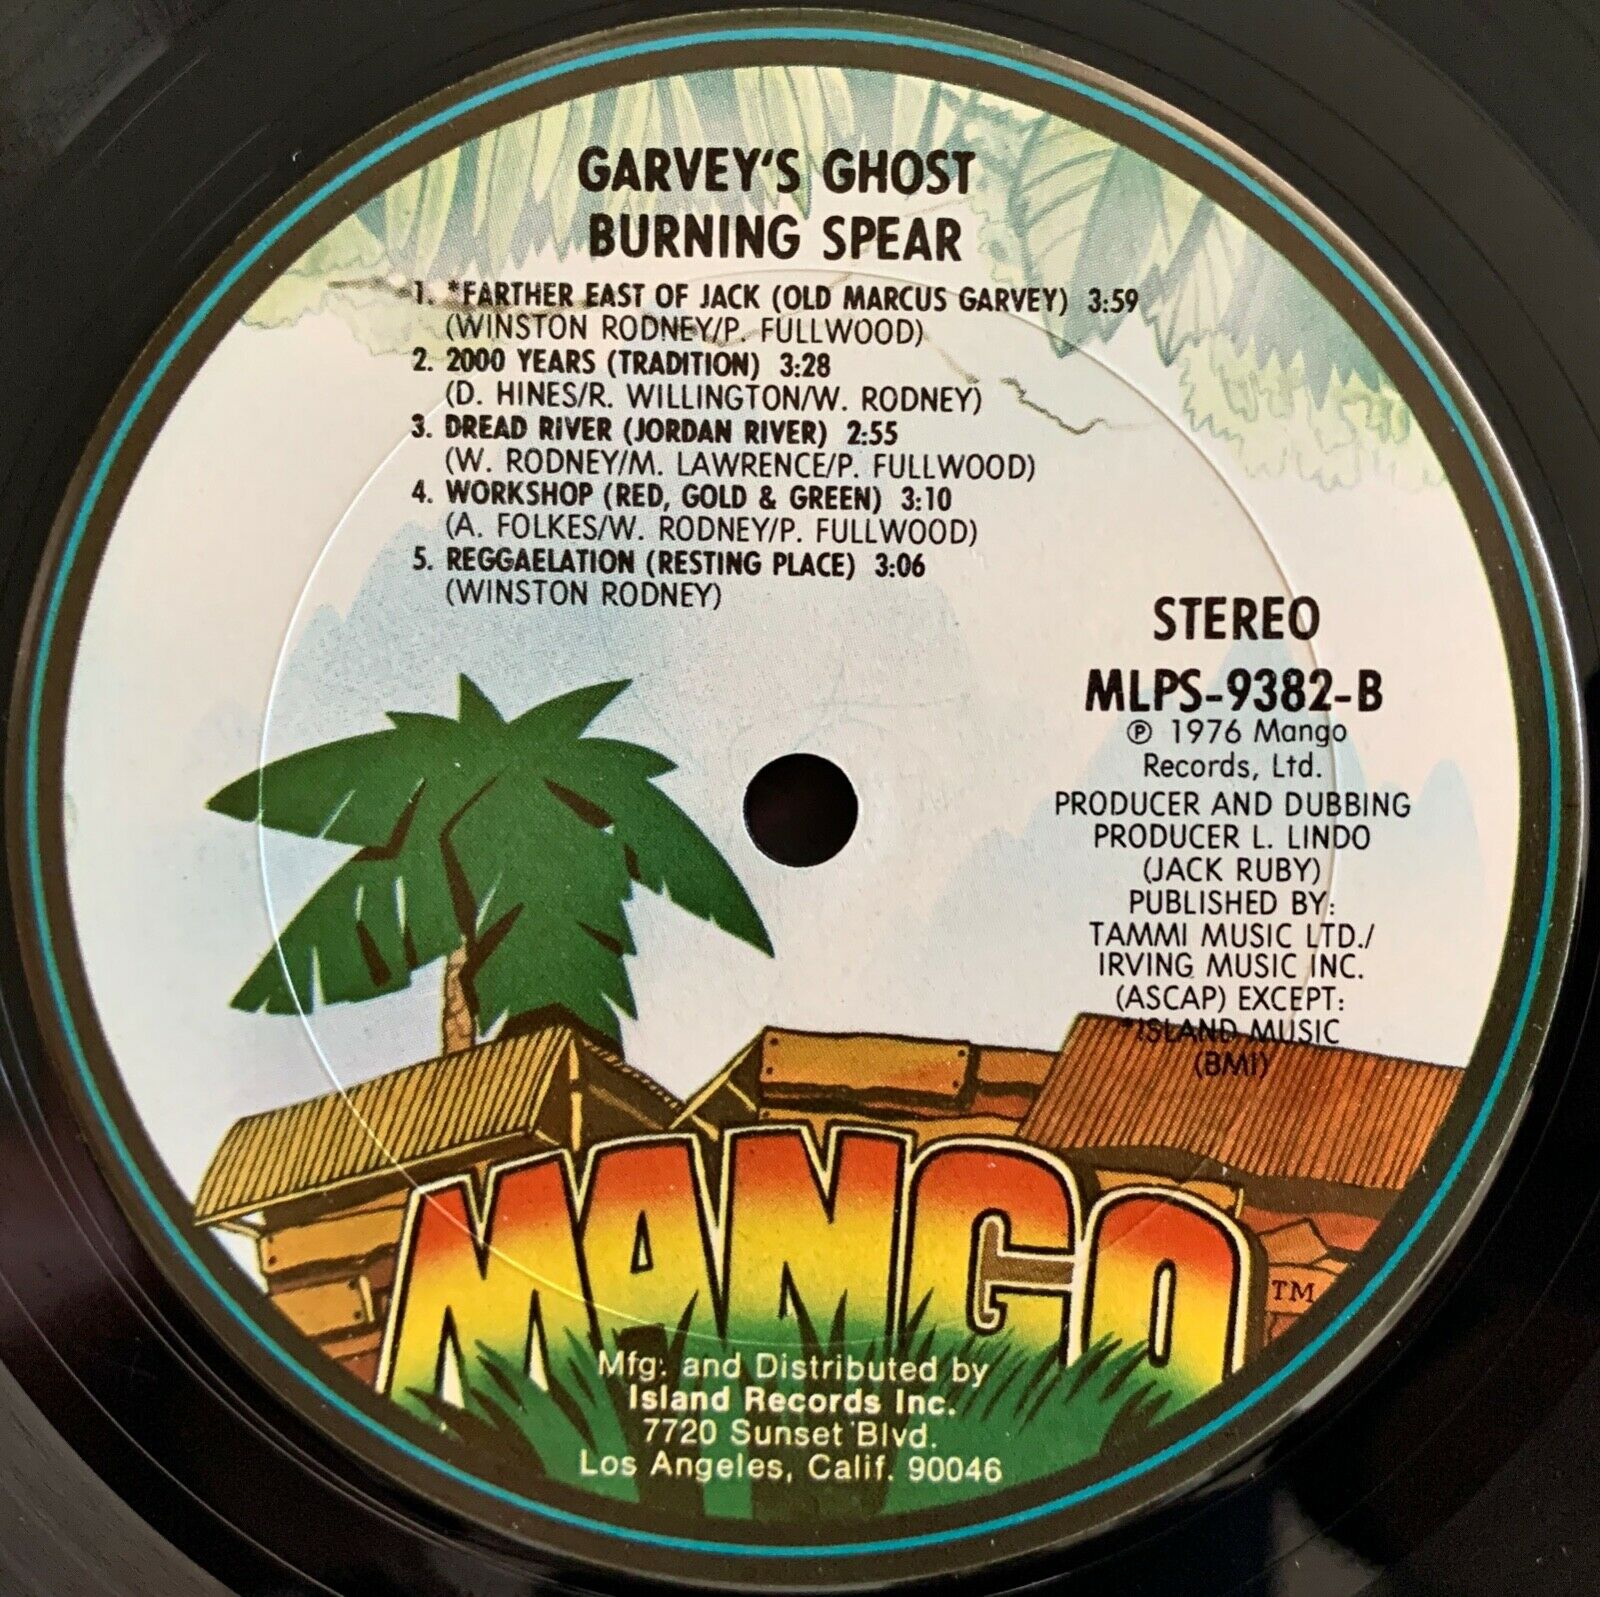 GARVEY'S GHOST
BURNING SPEAR
1. *FARTHER EAST OF JACK (OLD MARCUS GARVEY) 3:59
(WINSTON RODNEY/P. FULLWOOD)
2. 2000 YEARS (TRADITION) 3:28
(D. HINES/R. WILLINGTON/W. RODNEY)
3. DREAD RIVER (JORDAN RIVER) 2:55
(W. RODNEY/M. LAWRENCE/P. FULLWOOD)
4. WORKSHOP (RED, GOLD & GREEN) 3:10
(A. FOLKES/W. RODNEY/P. FULLWOOD)
5. REGGAELATION (RESTING PLACE) 3:06
(WINSTON RODNEY)
STEREO
MLPS-9382-B
℗ 1976 Mango
Records, Ltd.
PRODUCER AND DUBBING
PRODUCER L. LINDO
(JACK RUBY)
PUBLISHED BY:
TAMMI MUSIC LTD./
IRVING MUSIC INC.
(ASCAP) EXCEPT:
*ISLAND MUSIC
(BMI)
MANGO TM
Mfg. and Distributed by
Island Records Inc.
7720 Sunset Blvd.
Los Angeles, Calif. 90046